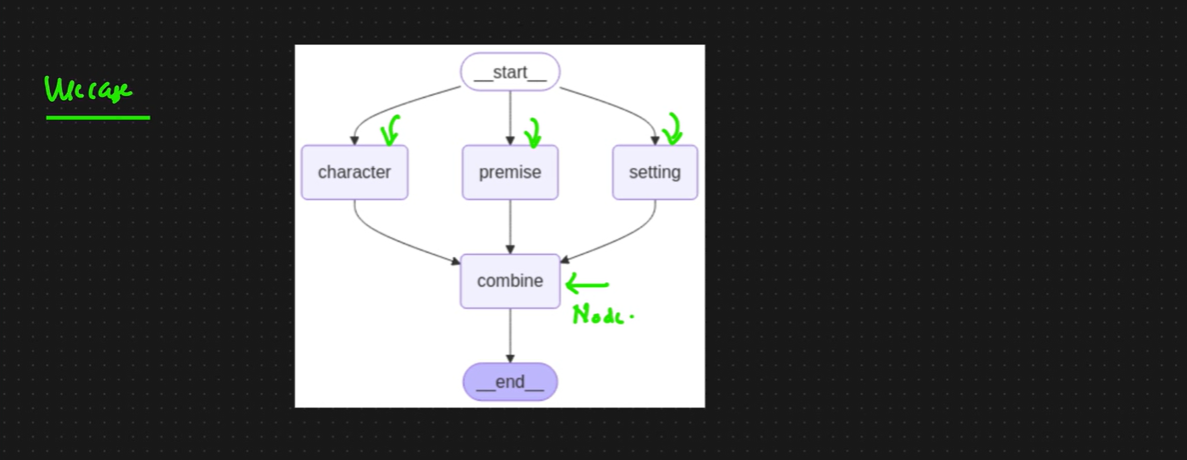 __start__
character premise setting
combine
Node.
__end__